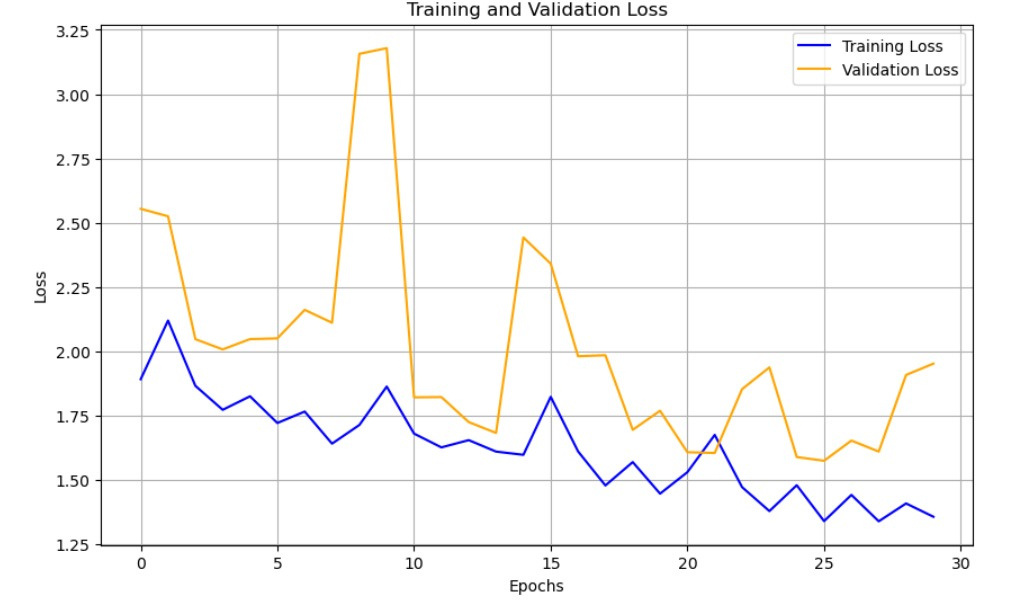 Training and Validation Loss
3.25
3.00
2.75
2.50
2.25
2.00
1.75
1.50
1.25
Loss
Training Loss
Validation Loss
0 5 10 15 20 25 30
Epochs